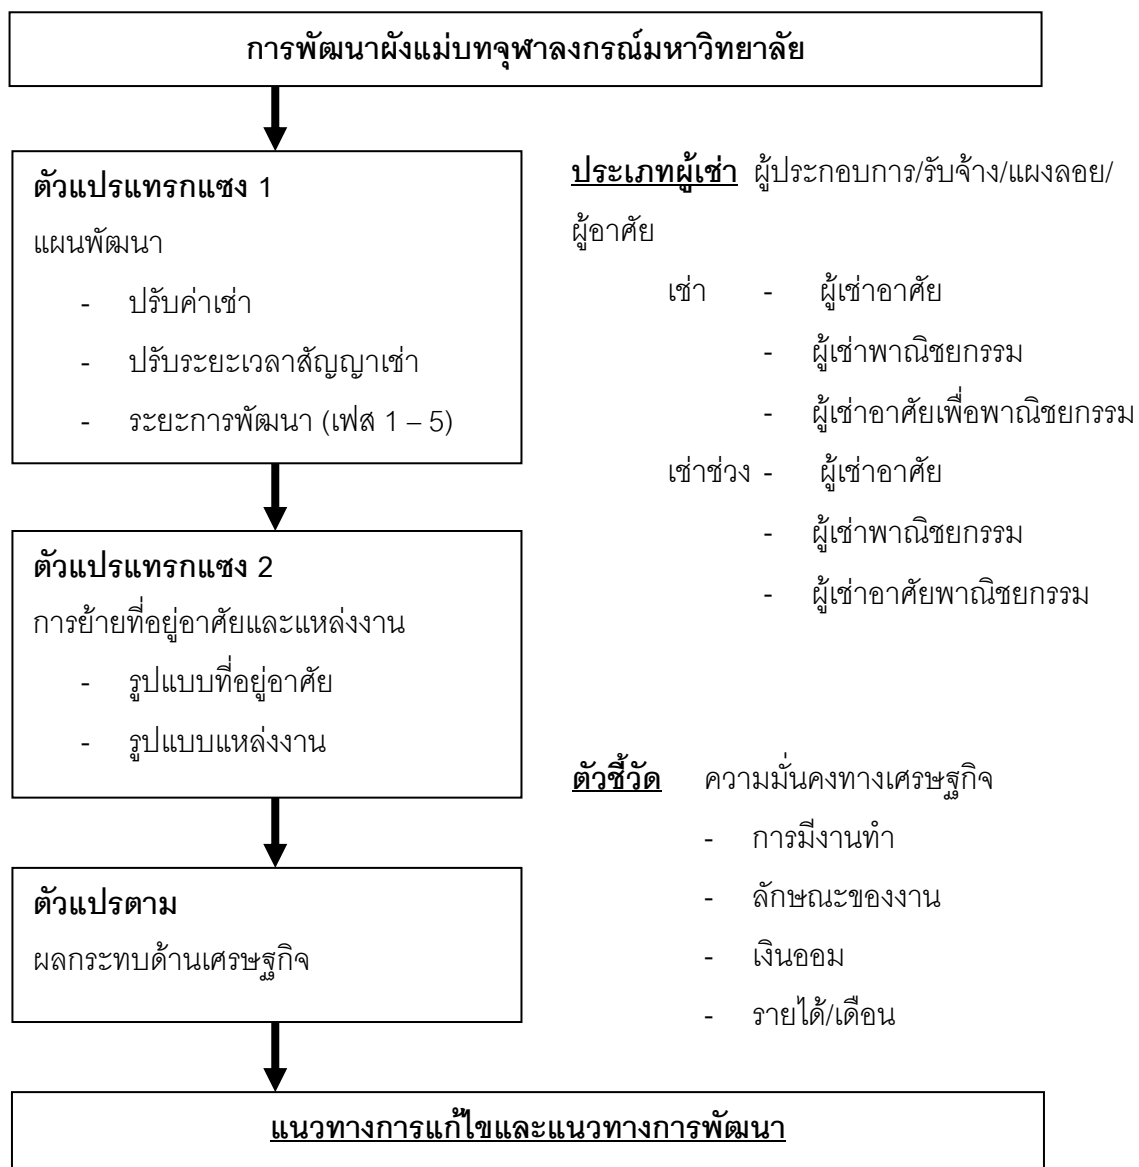 การพัฒนาผังแม่บทจุฬาลงกรณ์มหาวิทยาลัย
ตัวแปรแทรกแซง 1
แผนพัฒนา
- ปรับค่าเช่า
- ปรับระยะเวลาสัญญาเช่า
- ระยะการพัฒนา (เฟส 1 – 5)
ประเภทผู้เช่า ผู้ประกอบการ/รับจ้าง/แผงลอย/
ผู้อาศัย
เช่า - ผู้เช่าอาศัย
- ผู้เช่าพาณิชยกรรม
- ผู้เช่าอาศัยเพื่อพาณิชยกรรม
เช่าช่วง - ผู้เช่าอาศัย
- ผู้เช่าพาณิชยกรรม
- ผู้เช่าอาศัยพาณิชยกรรม
ตัวแปรแทรกแซง 2
การย้ายที่อยู่อาศัยและแหล่งงาน
- รูปแบบที่อยู่อาศัย
- รูปแบบแหล่งงาน
ตัวชี้วัด ความมั่นคงทางเศรษฐกิจ
- การมีงานทำ
- ลักษณะของงาน
- เงินออม
- รายได้/เดือน
ตัวแปรตาม
ผลกระทบด้านเศรษฐกิจ
แนวทางการแก้ไขและแนวทางการพัฒนา